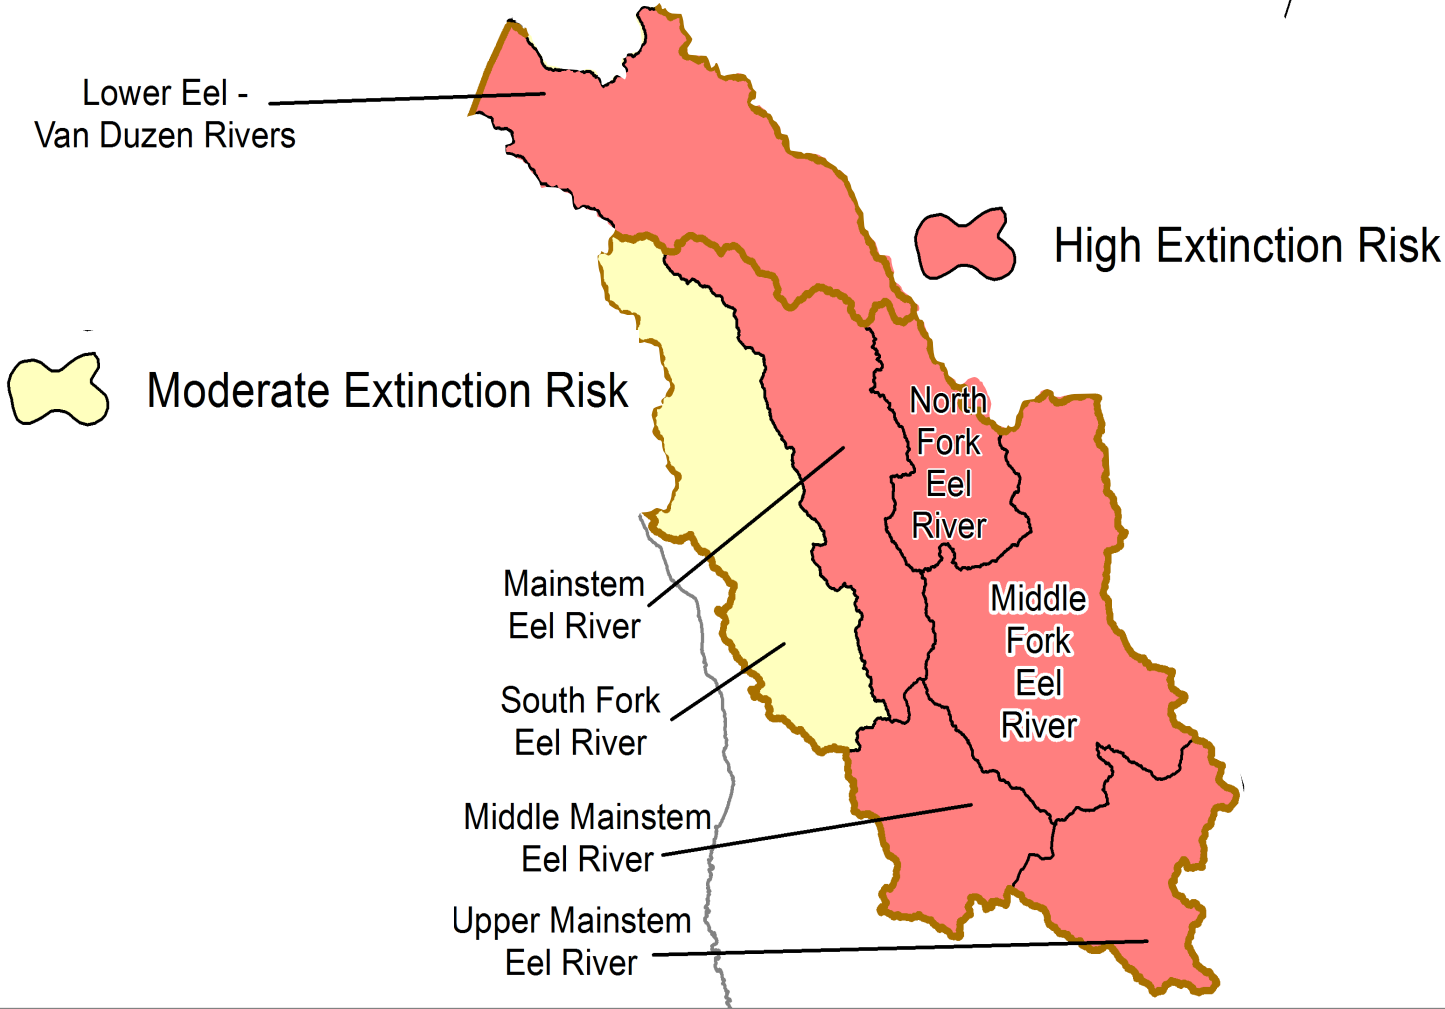 Lower Eel -
Van Duzen Rivers
High Extinction Risk
Moderate Extinction Risk
North
Fork
Eel
River
Mainstem
Eel River
Middle
Fork
Eel
River
South Fork
Eel River
Middle Mainstem
Eel River
Upper Mainstem
Eel River